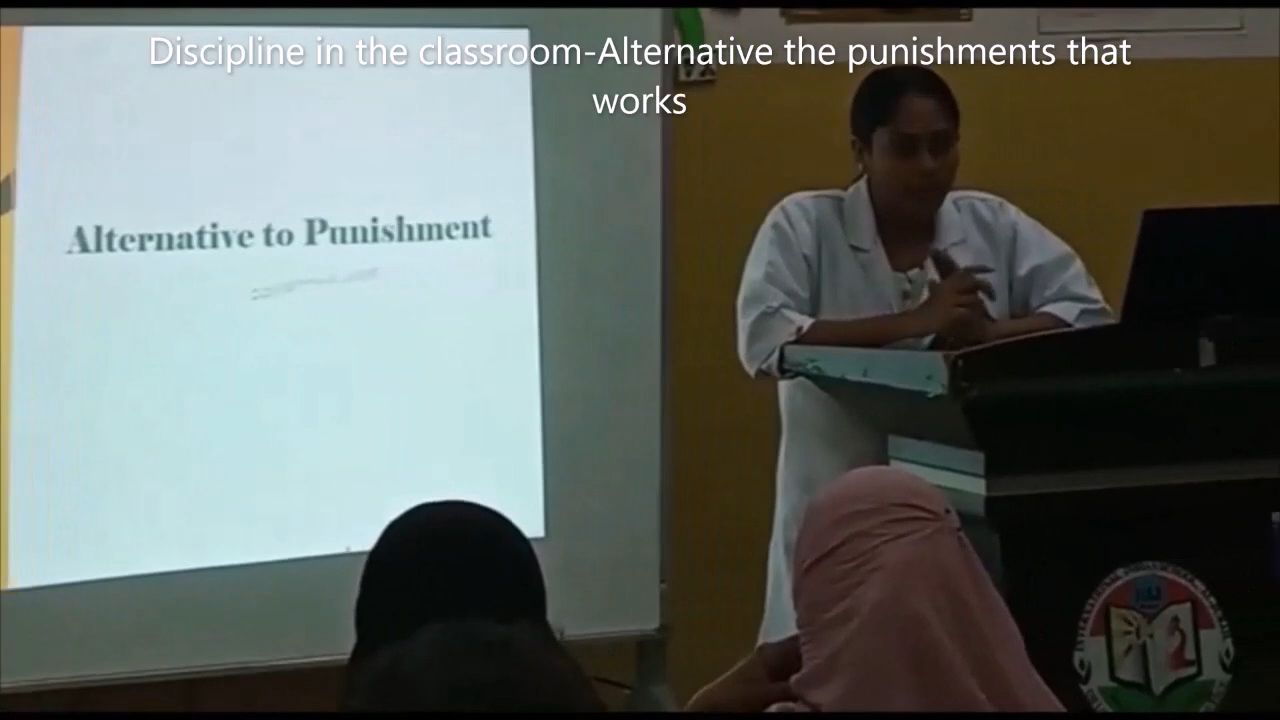 Discipline in the classroom-Alternative the punishments that
works
Alternative to Punishment